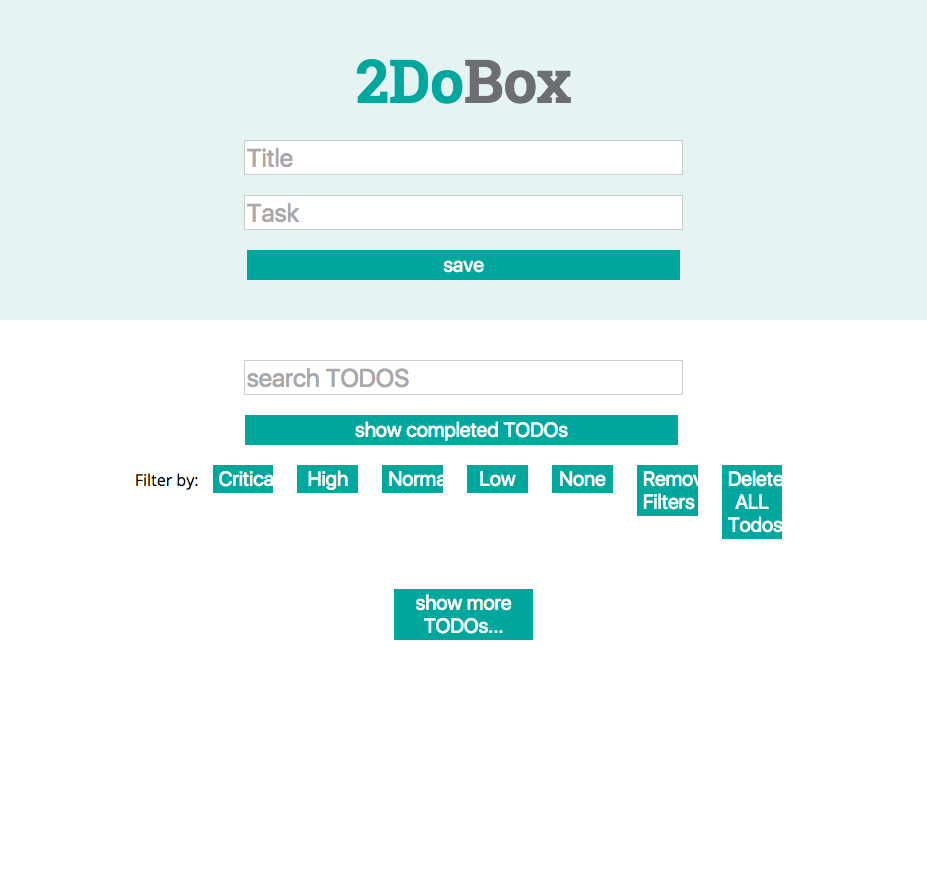 2DoBox
Title
Task
save
search TODOS
show completed TODOs
Filter by: Critica High Norma Low None Remov Delete
Filters ALL
Todos
show more
TODOs...